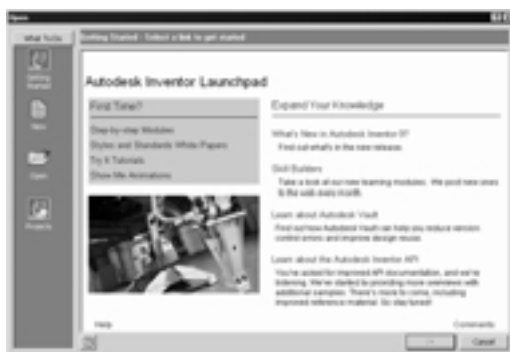 Open
What To Do
Getting Started - Select a link to get started
Getting
Started
New
Open
Projects
Autodesk Inventor Launchpad
First Time?
Step-by-step Modules
Styles and Standards White Papers
Try It Tutorials
Show Me Animations
Expand Your Knowledge
What's New in Autodesk Inventor 9?
Find out what's in the new release.
Skill Builders
Take a look at our new learning modules. We post new ones
to the web every month.
Learn about Autodesk Vault
Find out how Autodesk Vault can help you reduce version
control errors and improve design reuse.
Learn about the Autodesk Inventor API
You've asked for improved API documentation, and we're
listening. We've started by providing more overviews with
additional samples. There's more to come, including
improved reference material. So stay tuned!
Help
Comments
Cancel